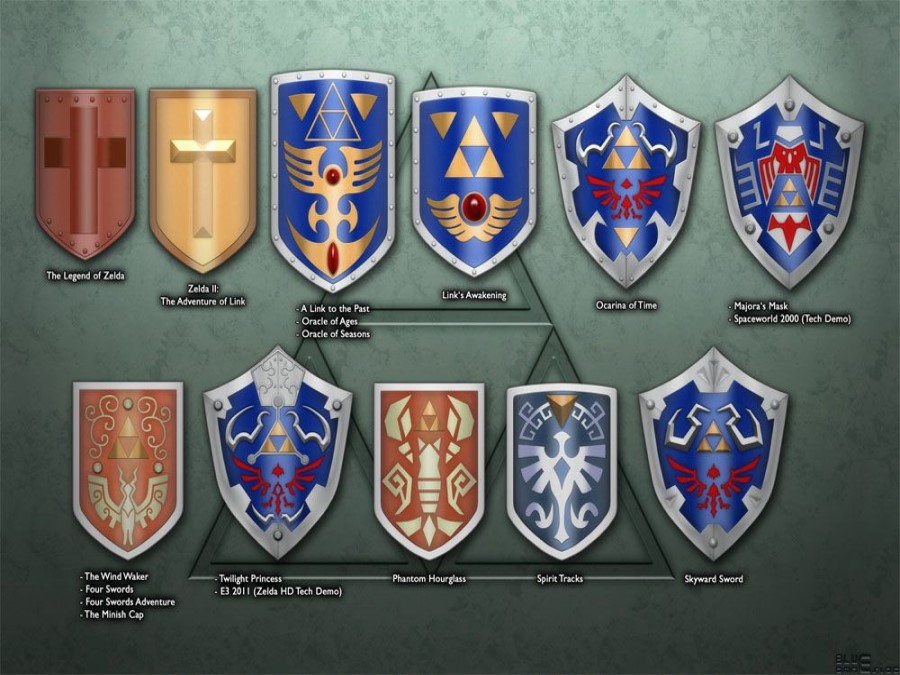 The Legend of Zelda
Zelda II:
The Adventure of Link
- A Link to the Past
- Oracle of Ages
- Oracle of Seasons
Link's Awakening
Ocarina of Time
- Majora's Mask
- Spaceworld 2000 (Tech Demo)
- The Wind Waker
- Four Swords
- Four Swords Adventure
- The Minish Cap
- Twilight Princess
- E3 2011 (Zelda HD Tech Demo)
Phantom Hourglass
Spirit Tracks
Skyward Sword